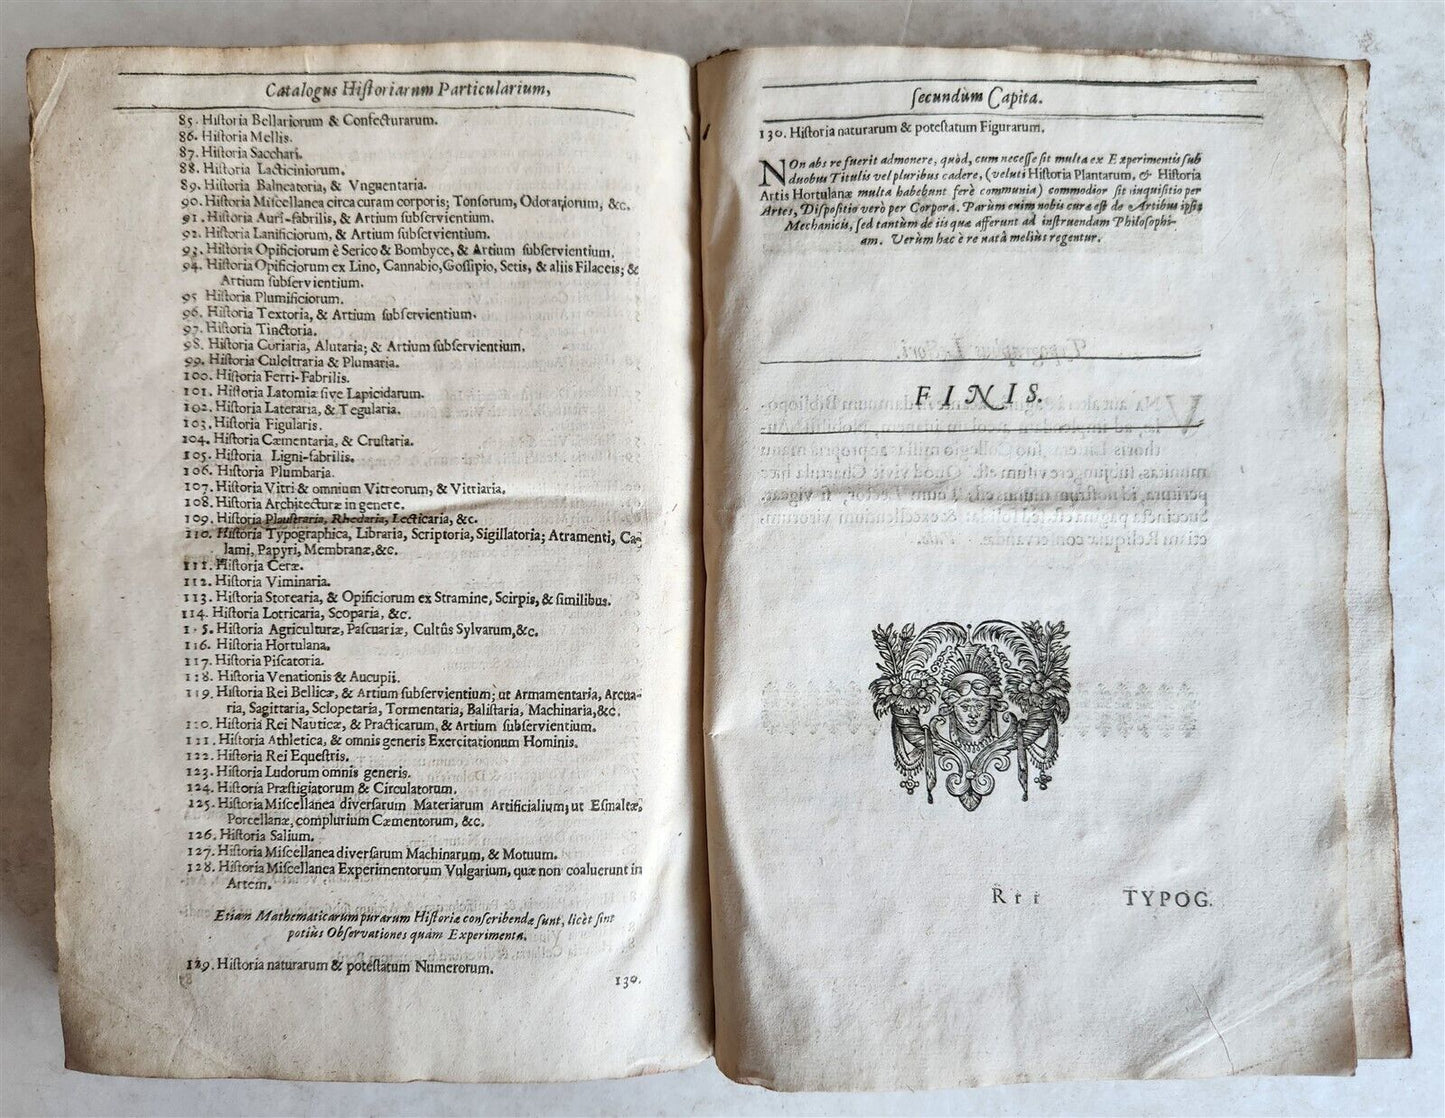 Catalogus Hiſtoriarum Particularium,
85. Hiſtoria Bellariorum & Confecturarum.
86. Hiſtoria Mellis.
87. Hiſtoria Sacchari.
88. Hiſtoria Lacticiniorum.
89. Hiſtoria Balneatoria, & Vnguentaria.
90. Hiſtoria Miſcellanea circa curam corporis; Tonſorum, Odorariorum, &c.
91. Hiſtoria Auri-fabrilis, & Artium ſubſervientium.
92. Hiſtoria Lanificiorum, & Artium ſubſervientium.
93. Hiſtoria Opificiorum è Serico & Bombyce, & Artium ſubſervientium.
94. Hiſtoria Opificiorum ex Lino, Cannabio, Goſſipio, Setis, & aliis Filaceis; &
Artium ſubſervientium.
95 Hiſtoria Plumificiorum.
96. Hiſtoria Textoria, & Artium ſubſervientium.
97. Hiſtoria Tinctoria.
98. Hiſtoria Coriaria, Alutaria; & Artium ſubſervientium.
99. Hiſtoria Culcitraria & Plumaria.
100. Hiſtoria Ferri-Fabrilis.
101. Hiſtoria Latomiæ ſive Lapicidarum.
102. Hiſtoria Lateraria, & Tegularia.
103. Hiſtoria Figularis.
104. Hiſtoria Cæmentaria, & Cruſtaria.
105. Hiſtoria Ligni-fabrilis.
106. Hiſtoria Plumbaria.
107. Hiſtoria Vitri & omnium Vitreorum, & Vitriaria.
108. Hiſtoria Architecturæ in genere.
109. Hiſtoria Plauſtraria, Rhedaria, Lecticaria, &c.
110. Hiſtoria Typographica, Libraria, Scriptoria, Sigillatoria; Atramenti, Ca-
lami, Papyri, Membranæ, &c.
111. Hiſtoria Ceræ.
112. Hiſtoria Viminaria.
113. Hiſtoria Storearia, & Opificiorum ex Stramine, Scirpis, & ſimilibus.
114. Hiſtoria Lotricaria, Scoparia, &c.
1·5. Hiſtoria Agriculturæ, Paſcuariæ, Cultûs Sylvarum, &c.
116. Hiſtoria Hortulana.
117. Hiſtoria Piſcatoria.
118. Hiſtoria Venationis & Aucupii.
119. Hiſtoria Rei Bellicæ, & Artium ſubſervientium; ut Armamentaria, Arcua-
ria, Sagittaria, Sclopetaria, Tormentaria, Baliſtaria, Machinaria, &c.
120. Hiſtoria Rei Nauticæ, & Practicarum, & Artium ſubſervientium.
121. Hiſtoria Athletica, & omnis generis Exercitationum Hominis.
122. Hiſtoria Rei Equeſtris.
123. Hiſtoria Ludorum omnis generis.
124. Hiſtoria Præſtigiatorum & Circulatorum.
125. Hiſtoria Miſcellanea diverſarum Materiarum Artificialium; ut Eſmaltæ,
Porcellanæ, complurium Cæmentorum, &c.
126. Hiſtoria Salium.
127. Hiſtoria Miſcellanea diverſarum Machinarum, & Motuum.
128. Hiſtoria Miſcellanea Experimentorum Vulgarium, quæ non coaluerunt in
Artem.
Etiam Mathematicarum purarum Hiſtoriæ conſcribendæ ſunt, licèt ſint
potiùs Obſervationes quàm Experimenta.
129. Hiſtoria naturarum & poteſtatum Numerorum.
130.
ſecundum Capita.
130. Hiſtoria naturarum & poteſtatum Figurarum.
NOn abs re fuerit admonere, quòd, cum neceſſe ſit multa ex Experimentis ſub
duobus Titulis vel pluribus cadere, (veluti Hiſtoria Plantarum, & Hiſtoria
Artis Hortulanæ multa habebunt ferè communia) commodior ſit inquiſitio per
Artes, Diſpoſitio verò per Corpora. Parùm enim nobis curæ eſt de Artibus ipſis
Mechanicis, ſed tantùm de iis quæ afferunt ad inſtruendam Philoſophi-
am. Verùm hæc è re natâ meliùs regentur.
FINIS.
Rrr TYPOG.